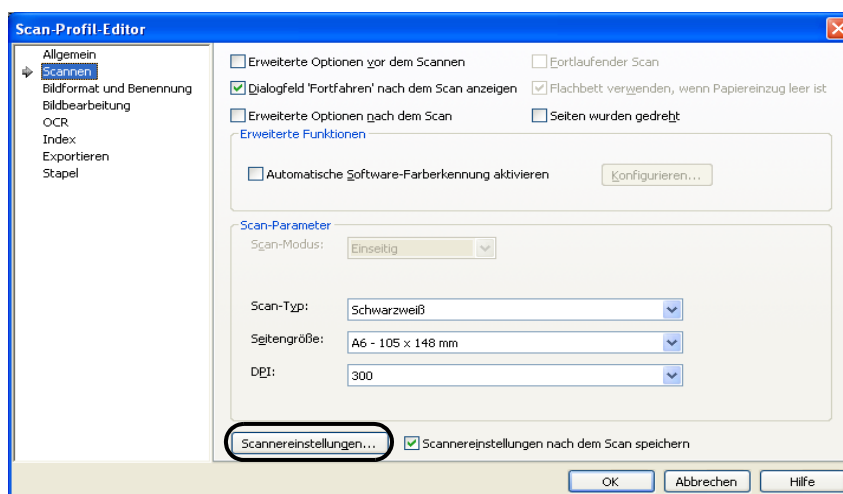 Scan-Profil-Editor
Allgemein
Scannen
Bildformat und Benennung
Bildbearbeitung
OCR
Index
Exportieren
Stapel
Erweiterte Optionen vor dem Scannen
Fortlaufender Scan
Dialogfeld 'Fortfahren' nach dem Scan anzeigen
Flachbett verwenden, wenn Papiereinzug leer ist
Erweiterte Optionen nach dem Scan
Seiten wurden gedreht
Erweiterte Funktionen
Automatische Software-Farberkennung aktivieren
Konfigurieren...
Scan-Parameter
Scan-Modus:
Einseitig
Scan-Typ:
Schwarzweiß
Seitengröße:
A6 - 105 x 148 mm
DPI:
300
Scannereinstellungen...
Scannereinstellungen nach dem Scan speichern
OK
Abbrechen
Hilfe